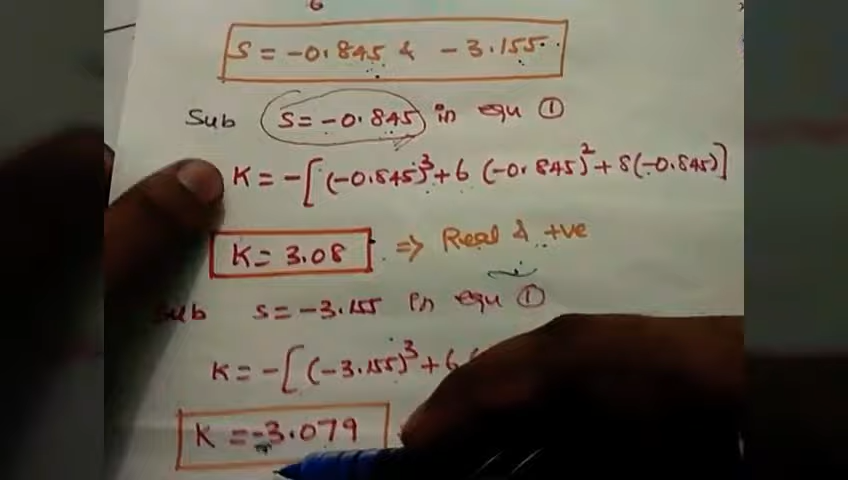 6
S = -0.845 & -3.155
Sub S = -0.845 in equ ①
K = -[(-0.845)³ + 6 (-0.845)² + 8(-0.845)]
K = 3.08 ⇒ Real & +ve
Sub S = -3.155 in equ ①
K = -[(-3.155)³ + 6
K = -3.079